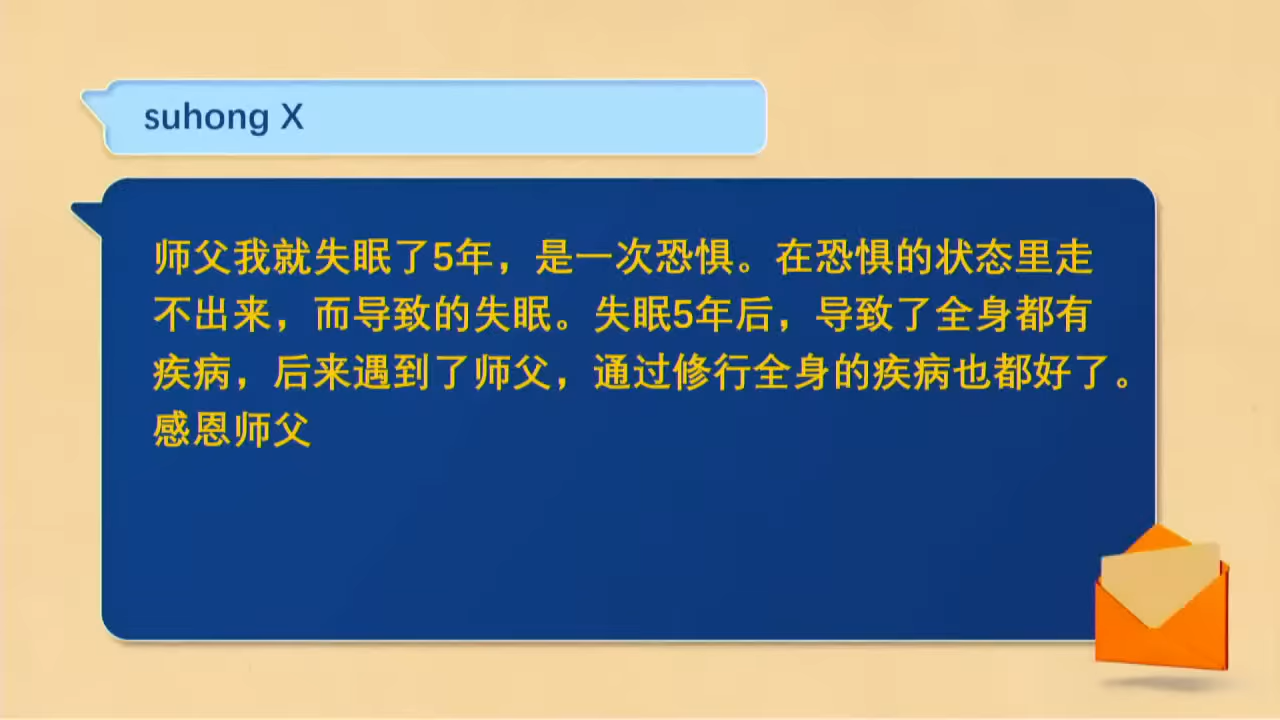 suhong X
师父我就失眠了5年，是一次恐惧。在恐惧的状态里走
不出来，而导致的失眠。失眠5年后，导致了全身都有
疾病，后来遇到了师父，通过修行全身的疾病也都好了。
感恩师父